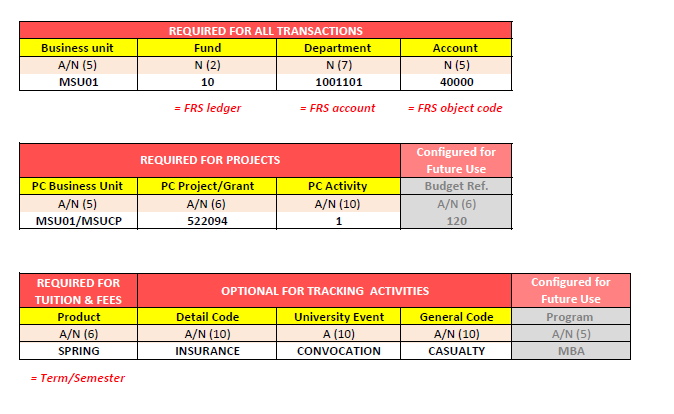 REQUIRED FOR ALL TRANSACTIONS
Business unit Fund Department Account
A/N (5) N (2) N (7) N (5)
MSU01 10 1001101 40000
= FRS ledger = FRS account = FRS object code
REQUIRED FOR PROJECTS Configured for
Future Use
PC Business Unit PC Project/Grant PC Activity Budget Ref.
A/N (5) A/N (6) A/N (10) A/N (6)
MSU01/MSUCP 522094 1 120
REQUIRED FOR
TUITION & FEES
OPTIONAL FOR TRACKING ACTIVITIES
Configured for
Future Use
Product Detail Code University Event General Code Program
A/N (6) A/N (10) A (10) A/N (10) A/N (5)
SPRING INSURANCE CONVOCATION CASUALTY MBA
= Term/Semester